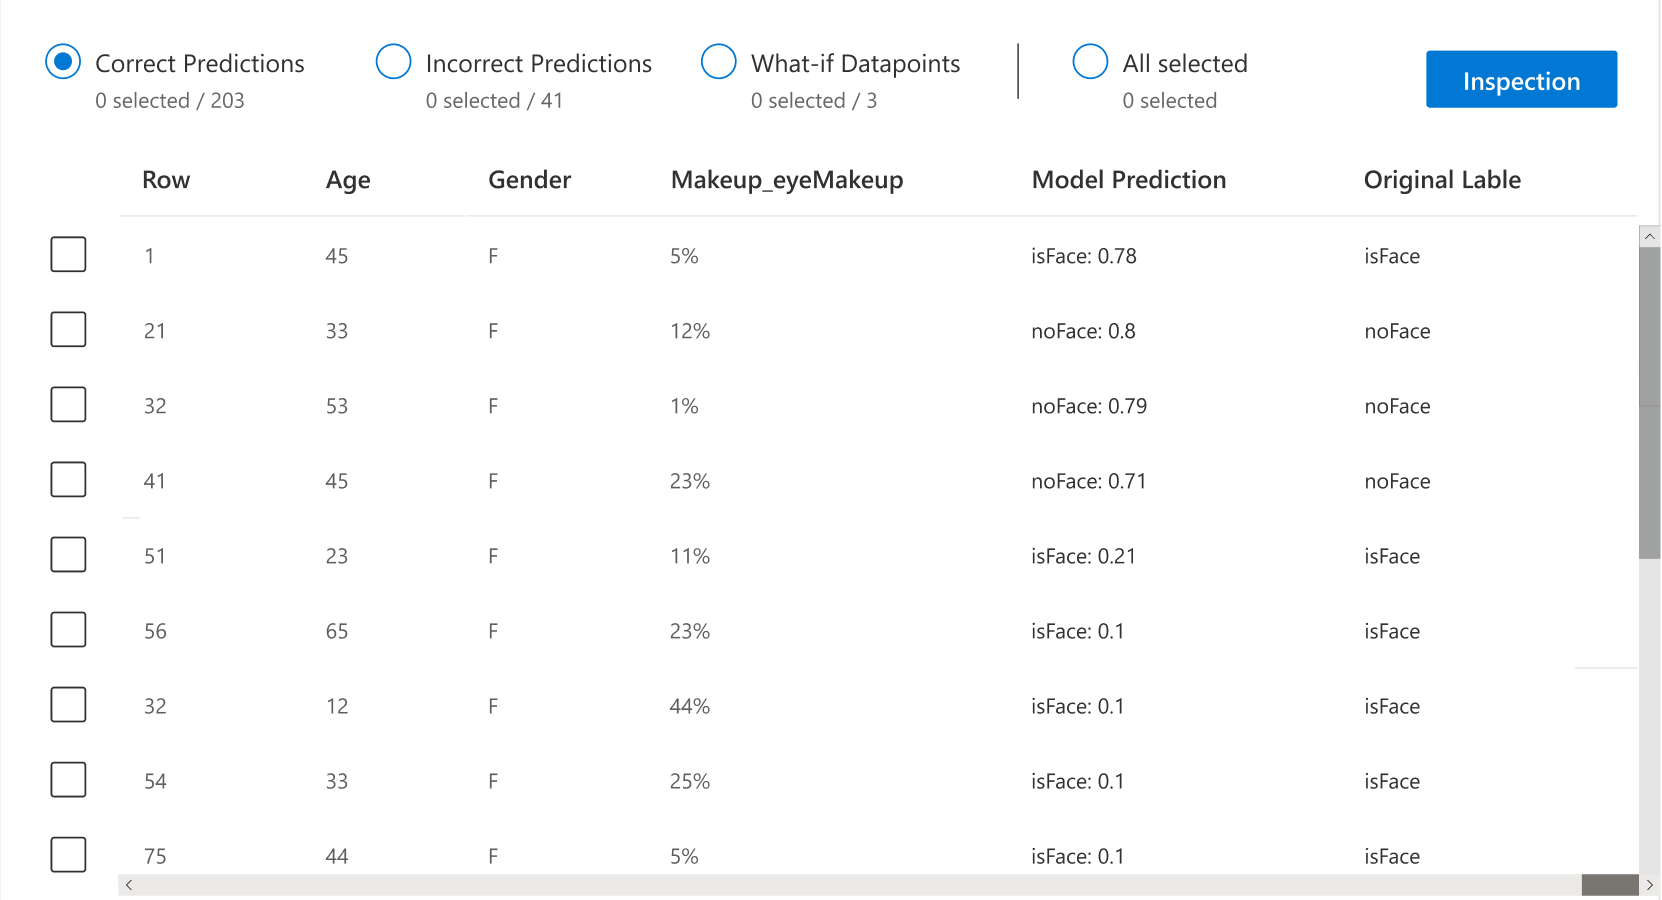 Correct Predictions Incorrect Predictions What-if Datapoints All selected Inspection
0 selected / 203 0 selected / 41 0 selected / 3 0 selected
Row Age Gender Makeup_eyeMakeup Model Prediction Original Lable
1 45 F 5% isFace: 0.78 isFace
21 33 F 12% noFace: 0.8 noFace
32 53 F 1% noFace: 0.79 noFace
41 45 F 23% noFace: 0.71 noFace
51 23 F 11% isFace: 0.21 isFace
56 65 F 23% isFace: 0.1 isFace
32 12 F 44% isFace: 0.1 isFace
54 33 F 25% isFace: 0.1 isFace
75 44 F 5% isFace: 0.1 isFace